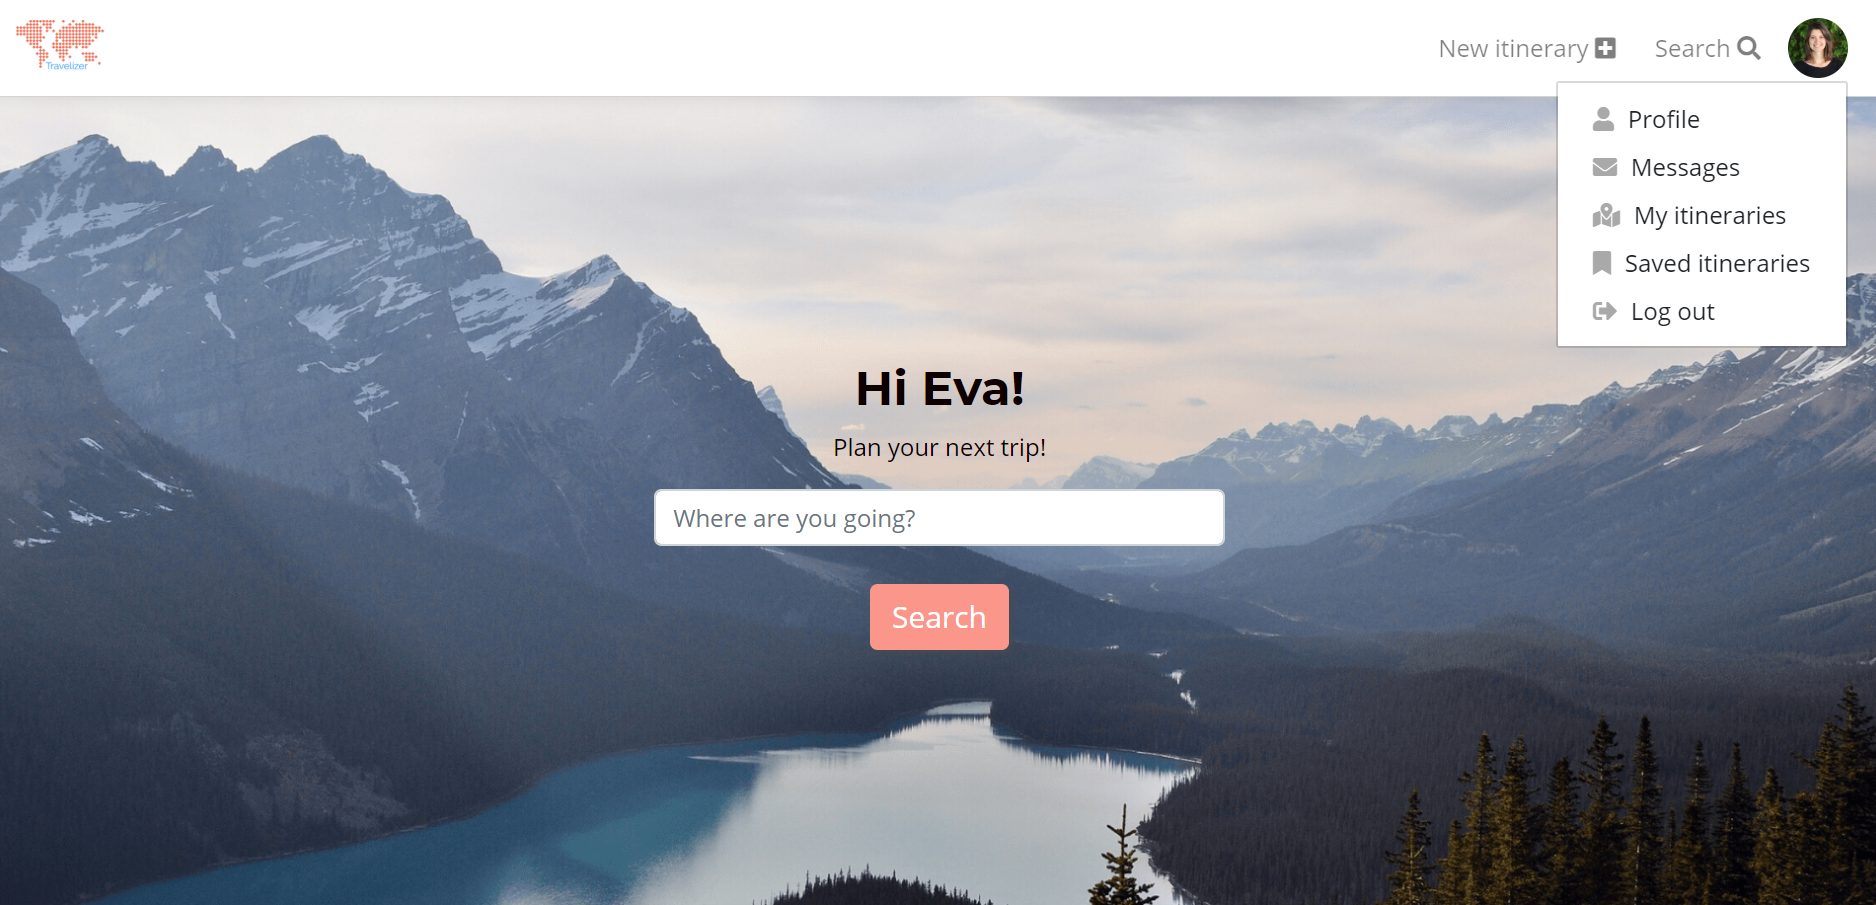 Travelizer
New itinerary
Search
Profile
Messages
My itineraries
Saved itineraries
Log out
Hi Eva!
Plan your next trip!
Where are you going?
Search